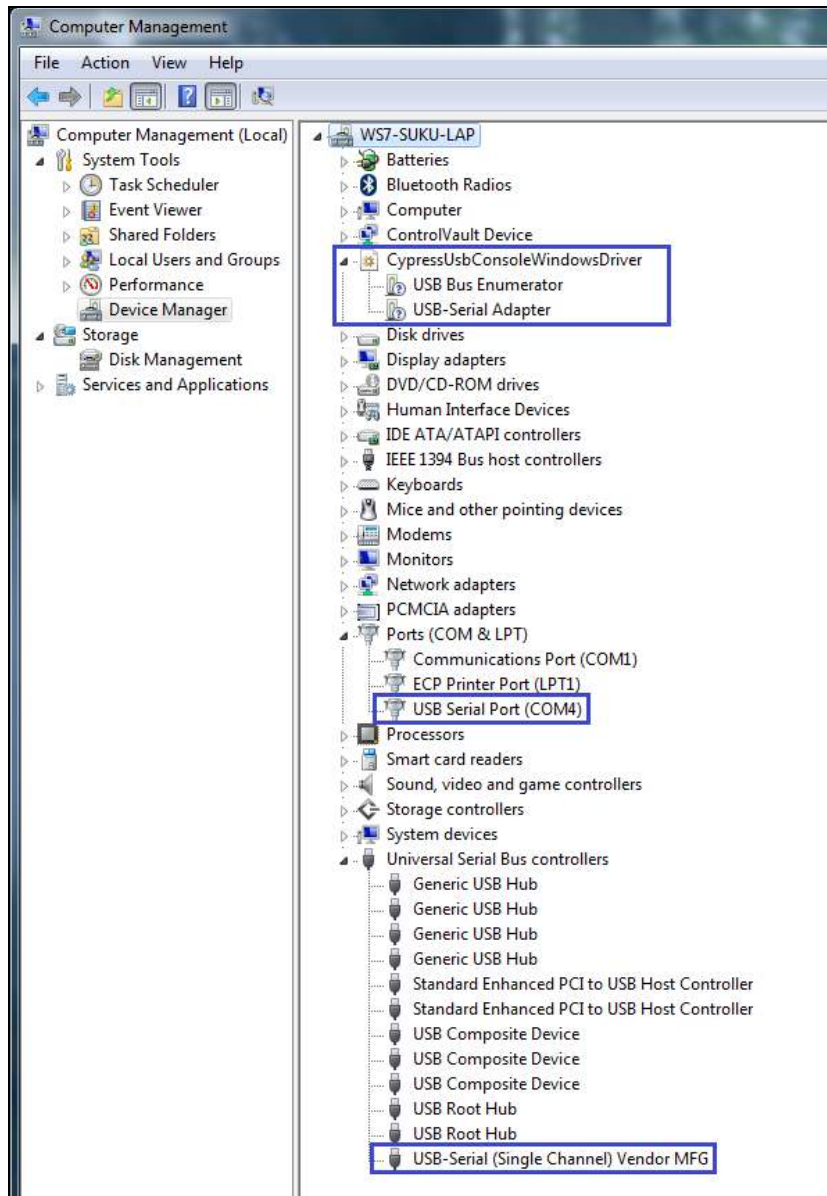 Computer Management
File Action View Help
Computer Management (Local)
System Tools
Task Scheduler
Event Viewer
Shared Folders
Local Users and Groups
Performance
Device Manager
Storage
Disk Management
Services and Applications
WS7-SUKU-LAP
Batteries
Bluetooth Radios
Computer
ControlVault Device
CypressUsbConsoleWindowsDriver
USB Bus Enumerator
USB-Serial Adapter
Disk drives
Display adapters
DVD/CD-ROM drives
Human Interface Devices
IDE ATA/ATAPI controllers
IEEE 1394 Bus host controllers
Keyboards
Mice and other pointing devices
Modems
Monitors
Network adapters
PCMCIA adapters
Ports (COM & LPT)
Communications Port (COM1)
ECP Printer Port (LPT1)
USB Serial Port (COM4)
Processors
Smart card readers
Sound, video and game controllers
Storage controllers
System devices
Universal Serial Bus controllers
Generic USB Hub
Generic USB Hub
Generic USB Hub
Generic USB Hub
Standard Enhanced PCI to USB Host Controller
Standard Enhanced PCI to USB Host Controller
USB Composite Device
USB Composite Device
USB Composite Device
USB Root Hub
USB Root Hub
USB-Serial (Single Channel) Vendor MFG